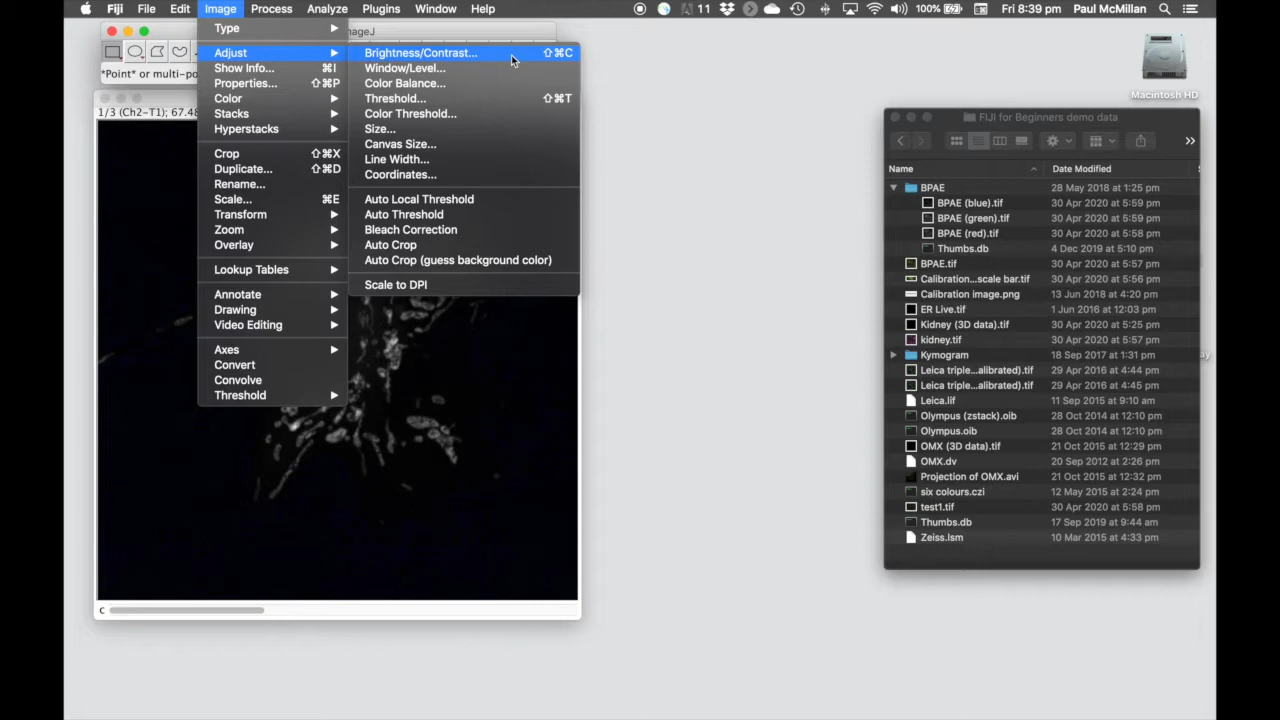 Fiji File Edit Image Process Analyze Plugins Window Help 11 100% Fri 8:39 pm Paul McMillan
Type
ageJ
Adjust
Brightness/Contrast... ⇧⌘C
Show Info... ⌘I
Window/Level...
*Point* or multi-po
Properties... ⇧⌘P
Color Balance...
Color
Threshold... ⇧⌘T
1/3 (Ch2-T1); 67.48
Stacks
Color Threshold...
Hyperstacks
Size...
Canvas Size...
Crop ⇧⌘X
Line Width...
Duplicate... ⇧⌘D
Coordinates...
Rename...
Scale... ⌘E
Auto Local Threshold
Transform
Auto Threshold
Zoom
Bleach Correction
Overlay
Auto Crop
Auto Crop (guess background color)
Lookup Tables
Scale to DPI
Annotate
Drawing
Video Editing
Axes
Convert
Convolve
Threshold
C
Macintosh HD
FIJI for Beginners demo data
Name Date Modified
BPAE 28 May 2018 at 1:25 pm
BPAE (blue).tif 30 Apr 2020 at 5:59 pm
BPAE (green).tif 30 Apr 2020 at 5:59 pm
BPAE (red).tif 30 Apr 2020 at 5:58 pm
Thumbs.db 4 Dec 2019 at 5:10 pm
BPAE.tif 30 Apr 2020 at 5:57 pm
Calibration...scale bar.tif 30 Apr 2020 at 5:56 pm
Calibration image.png 13 Jun 2018 at 4:20 pm
ER Live.tif 1 Jun 2016 at 12:03 pm
Kidney (3D data).tif 30 Apr 2020 at 5:25 pm
kidney.tif 30 Apr 2020 at 5:57 pm
Kymogram 18 Sep 2017 at 1:31 pm
ay
Leica triple...alibrated).tif 29 Apr 2016 at 4:44 pm
Leica triple...alibrated).tif 29 Apr 2016 at 4:45 pm
Leica.lif 11 Sep 2015 at 9:10 am
Olympus (zstack).oib 28 Oct 2014 at 12:10 pm
Olympus.oib 28 Oct 2014 at 12:10 pm
OMX (3D data).tif 21 Oct 2015 at 12:29 pm
OMX.dv 20 Sep 2012 at 2:26 pm
Projection of OMX.avi 21 Oct 2015 at 12:32 pm
six colours.czi 12 May 2015 at 2:24 pm
test1.tif 30 Apr 2020 at 5:58 pm
Thumbs.db 17 Sep 2019 at 9:44 am
Zeiss.lsm 10 Mar 2015 at 4:33 pm